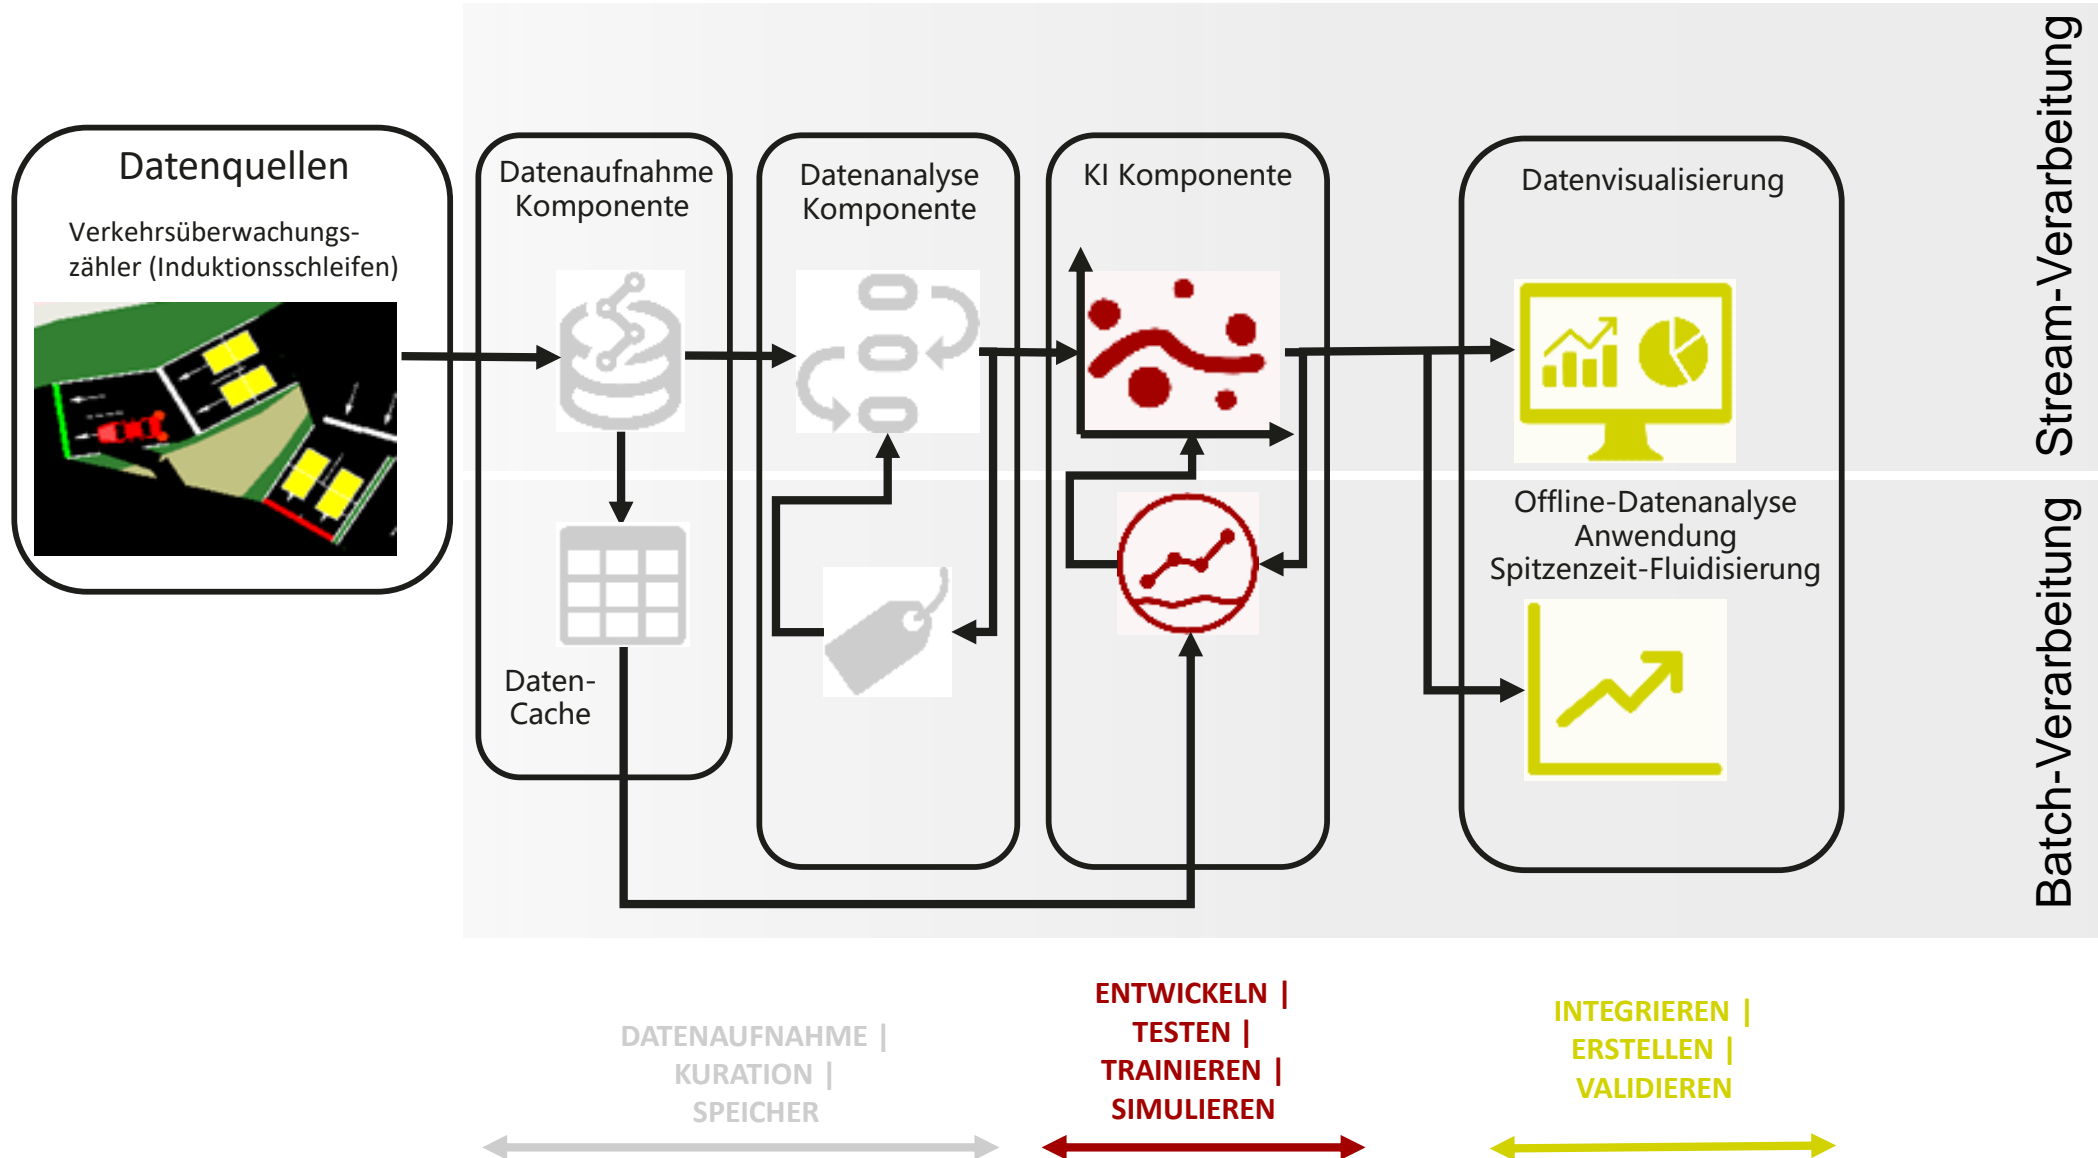 Datenquellen
Verkehrsüberwachungs-
zähler (Induktionsschleifen)
Datenaufnahme
Komponente
Daten-
Cache
Datenanalyse
Komponente
KI Komponente
Datenvisualisierung
Offline-Datenanalyse
Anwendung
Spitzenzeit-Fluidisierung
Stream-Verarbeitung
Batch-Verarbeitung
DATENAUFNAHME |
KURATION |
SPEICHER
ENTWICKELN |
TESTEN |
TRAINIEREN |
SIMULIEREN
INTEGRIEREN |
ERSTELLEN |
VALIDIEREN